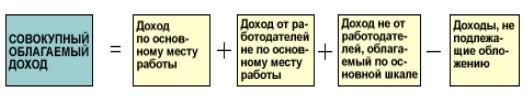 СОВОКУПНЫЙ
ОБЛАГАЕМЫЙ
ДОХОД
=
Доход
по основ-
ному месту
работы
+
Доход от ра-
ботодателей
не по основ-
ному месту
работы
+
Доход не от
работодате-
лей, облага-
емый по ос-
новной шкале
−
Доходы, не
подлежа-
щие обло-
жению